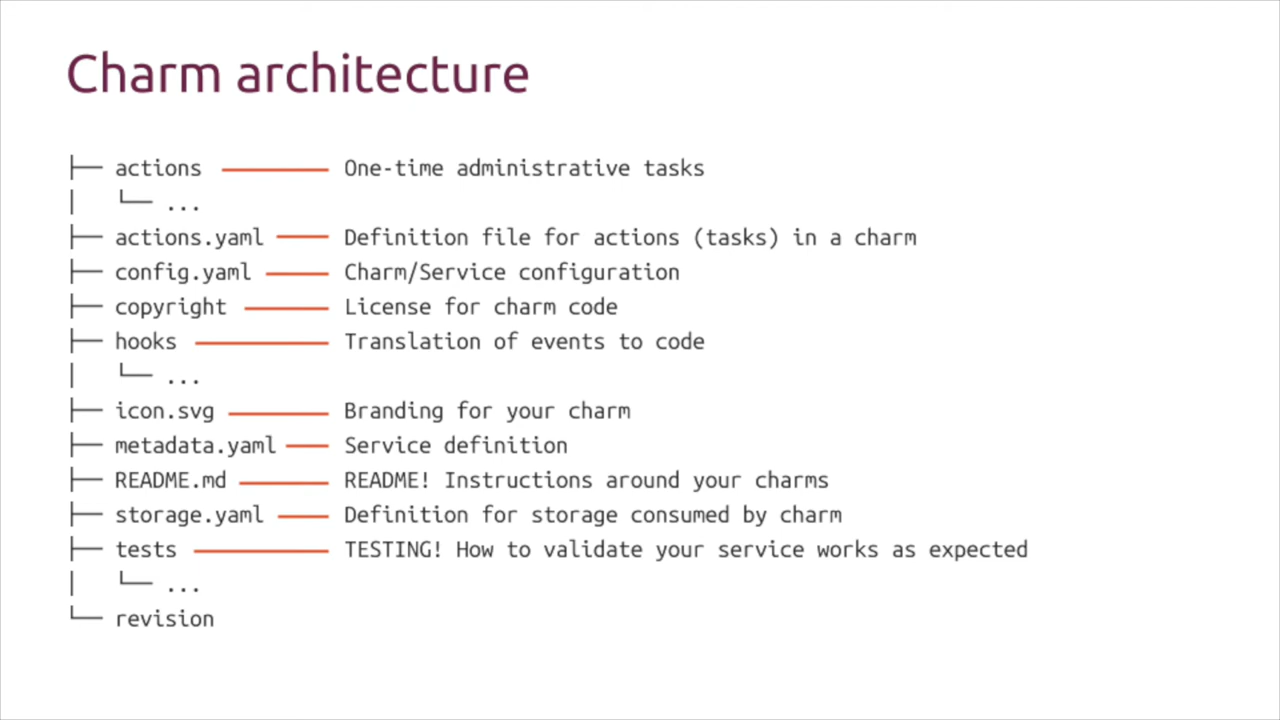 Charm architecture
├── actions One-time administrative tasks
│   └── ...
├── actions.yaml Definition file for actions (tasks) in a charm
├── config.yaml Charm/Service configuration
├── copyright License for charm code
├── hooks Translation of events to code
│   └── ...
├── icon.svg Branding for your charm
├── metadata.yaml Service definition
├── README.md README! Instructions around your charms
├── storage.yaml Definition for storage consumed by charm
├── tests TESTING! How to validate your service works as expected
│   └── ...
└── revision